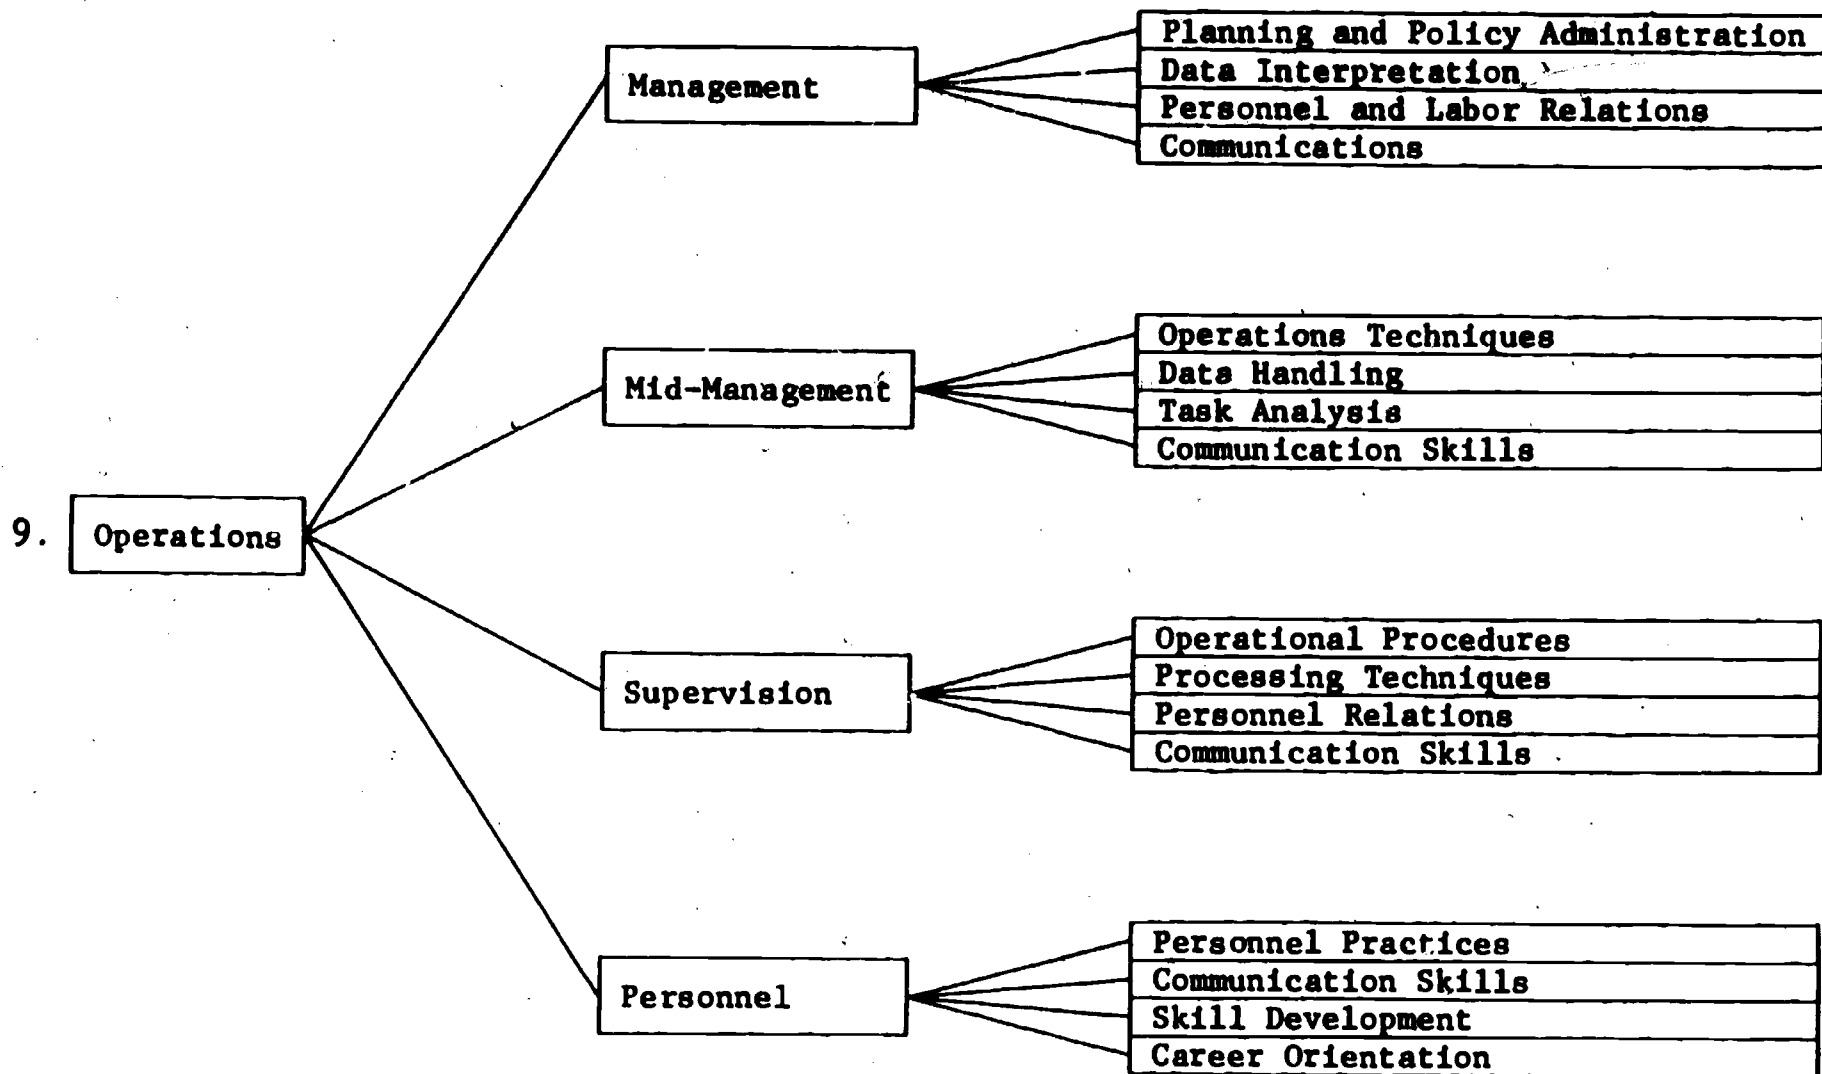 Planning and Policy Administration
Management
Data Interpretation
Personnel and Labor Relations
Communications
Operations Techniques
Mid-Management
Data Handling
Task Analysis
Communication Skills
9. Operations
Operational Procedures
Supervision
Processing Techniques
Personnel Relations
Communication Skills
Personnel Practices
Personnel
Communication Skills
Skill Development
Career Orientation